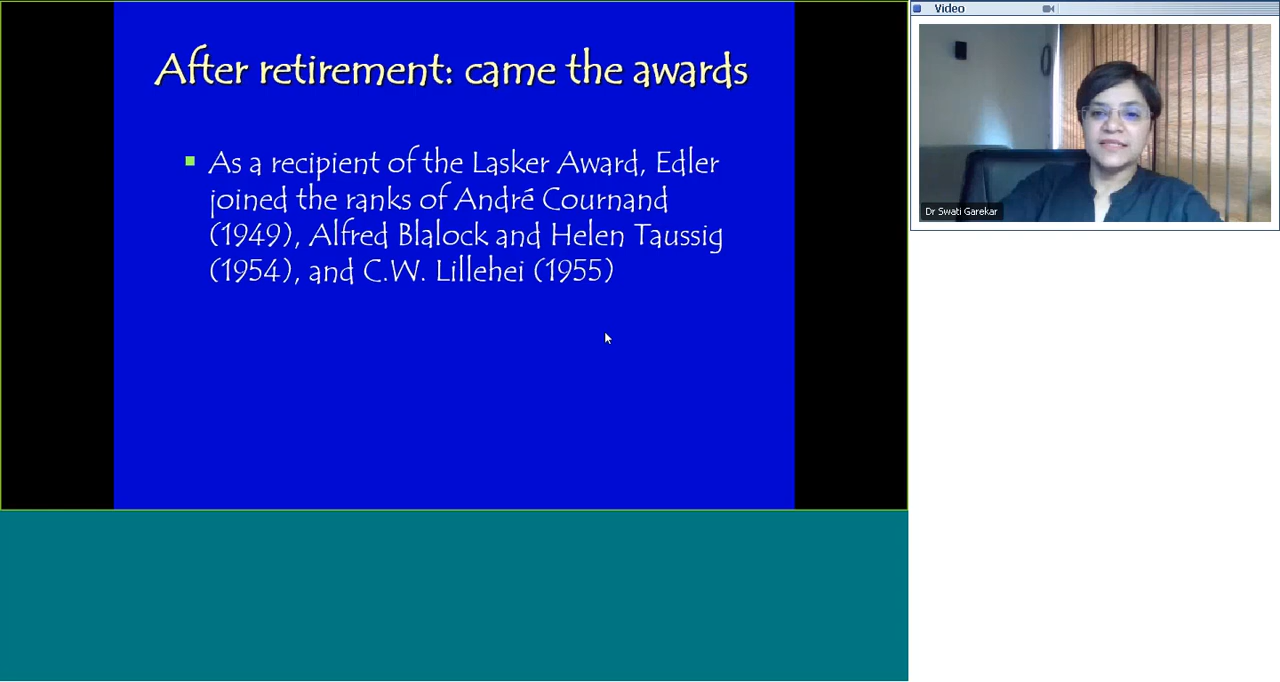 After retirement: came the awards
As a recipient of the Lasker Award, Edler
joined the ranks of André Cournand
(1949), Alfred Blalock and Helen Taussig
(1954), and C.W. Lillehei (1955)
Video
Dr Swati Garekar